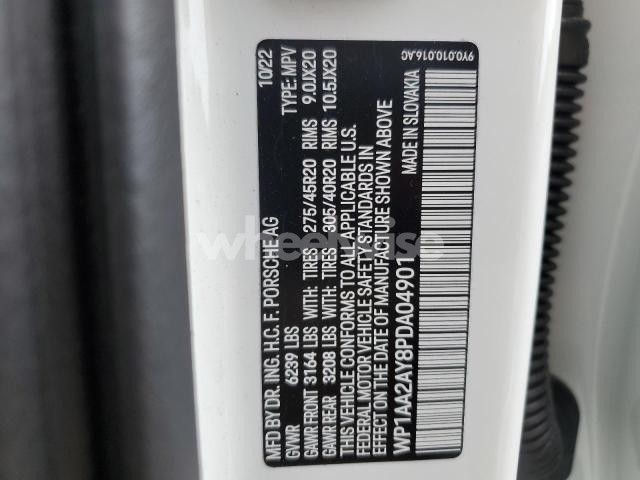 MFD BY DR. ING. H.C. F. PORSCHE AG 10/22
GVWR 6239 LBS TYPE: MPV
GAWR FRONT 3164 LBS WITH: TIRES 275/45R20 RIMS 9.0JX20
GAWR REAR 3208 LBS WITH: TIRES 305/40R20 RIMS 10.5JX20
THIS VEHICLE CONFORMS TO ALL APPLICABLE U.S.
FEDERAL MOTOR VEHICLE SAFETY STANDARDS IN
EFFECT ON THE DATE OF MANUFACTURE SHOWN ABOVE
WP1AA2AY8PDA04901 MADE IN SLOVAKIA
9Y0.010.016.AC